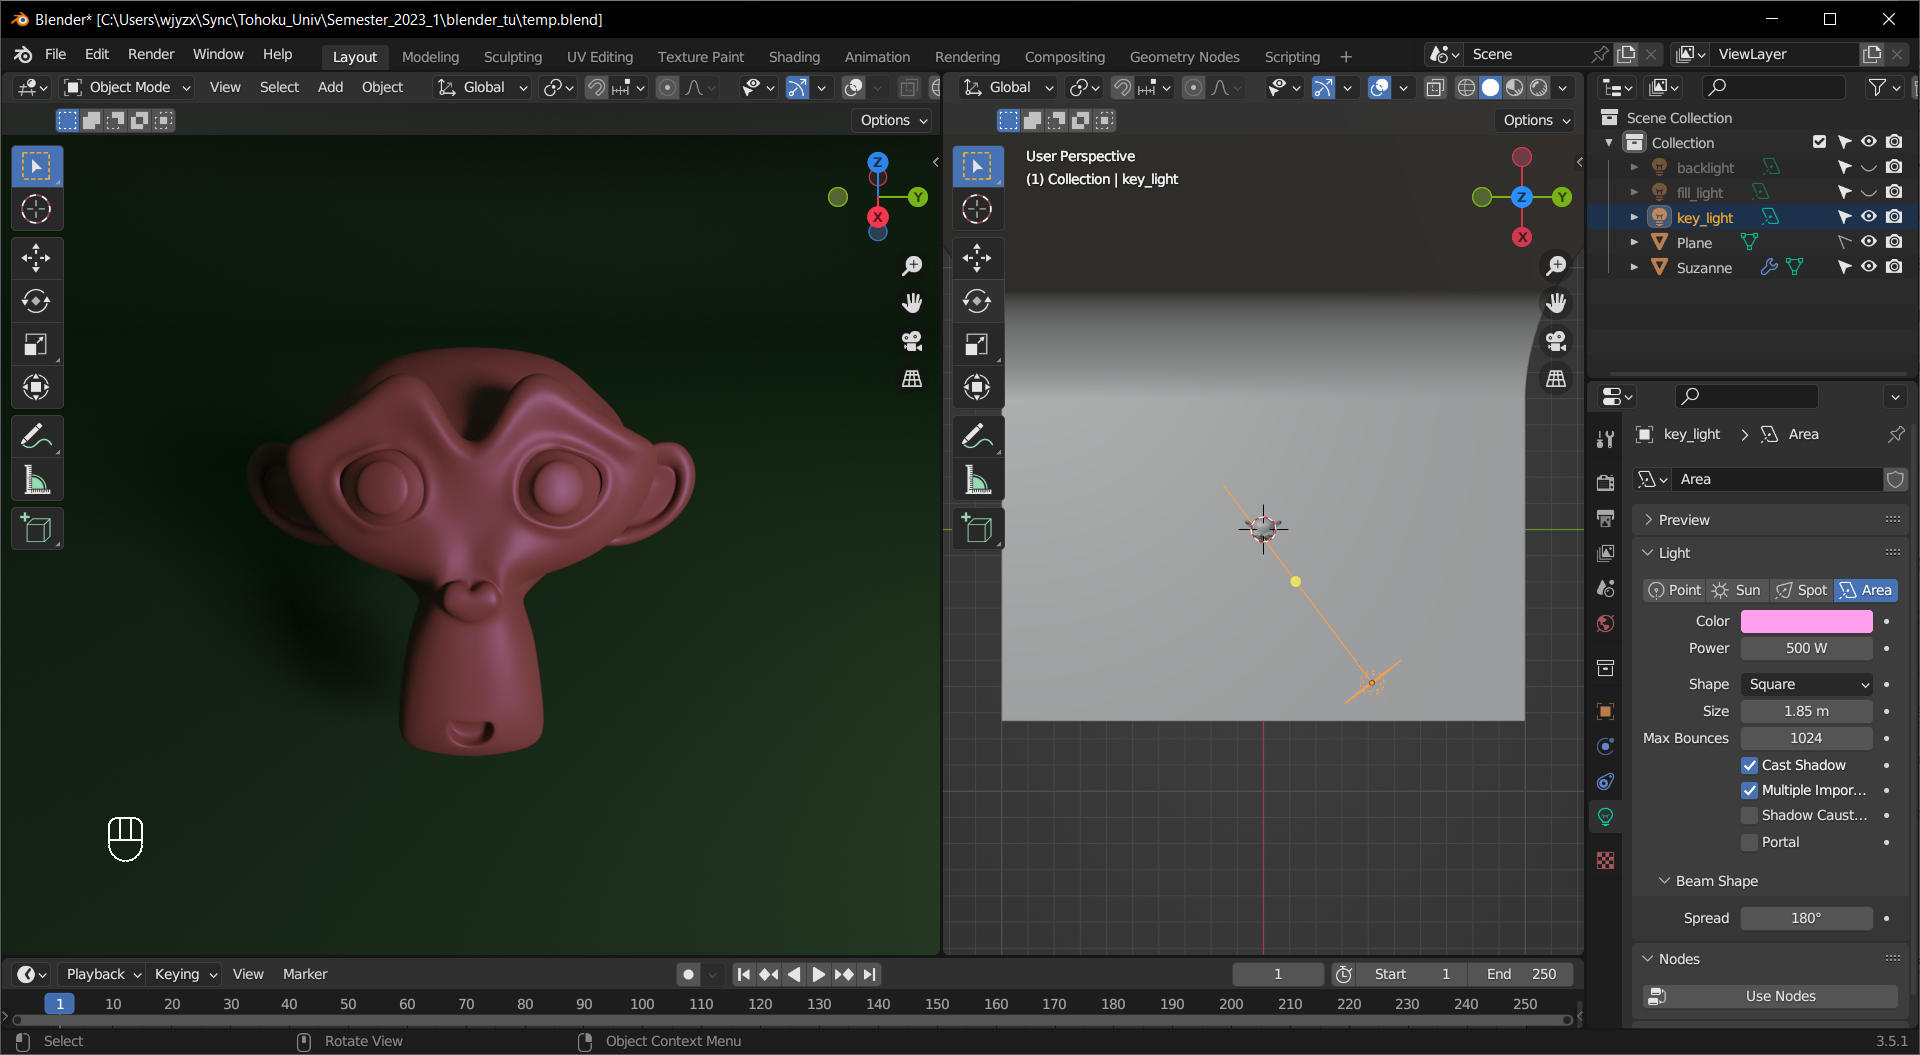 Blender* [C:\Users\wjyzx\Sync\Tohoku_Univ\Semester_2023_1\blender_tu\temp.blend]
File Edit Render Window Help Layout Modeling Sculpting UV Editing Texture Paint Shading Animation Rendering Compositing Geometry Nodes Scripting + Scene ViewLayer
Object Mode View Select Add Object Global
Global
Options
Options
Z
Y
X
User Perspective
(1) Collection | key_light
Z
Y
X
Scene Collection
Collection
backlight
fill_light
key_light
Plane
Suzanne
key_light > Area
Area
Preview
Light
Point Sun Spot Area
Color
Power 500 W
Shape Square
Size 1.85 m
Max Bounces 1024
Cast Shadow
Multiple Impor...
Shadow Caust...
Portal
Beam Shape
Spread 180°
Nodes
Use Nodes
Playback Keying View Marker 1 Start 1 End 250
1 10 20 30 40 50 60 70 80 90 100 110 120 130 140 150 160 170 180 190 200 210 220 230 240 250
Select Rotate View Object Context Menu 3.5.1